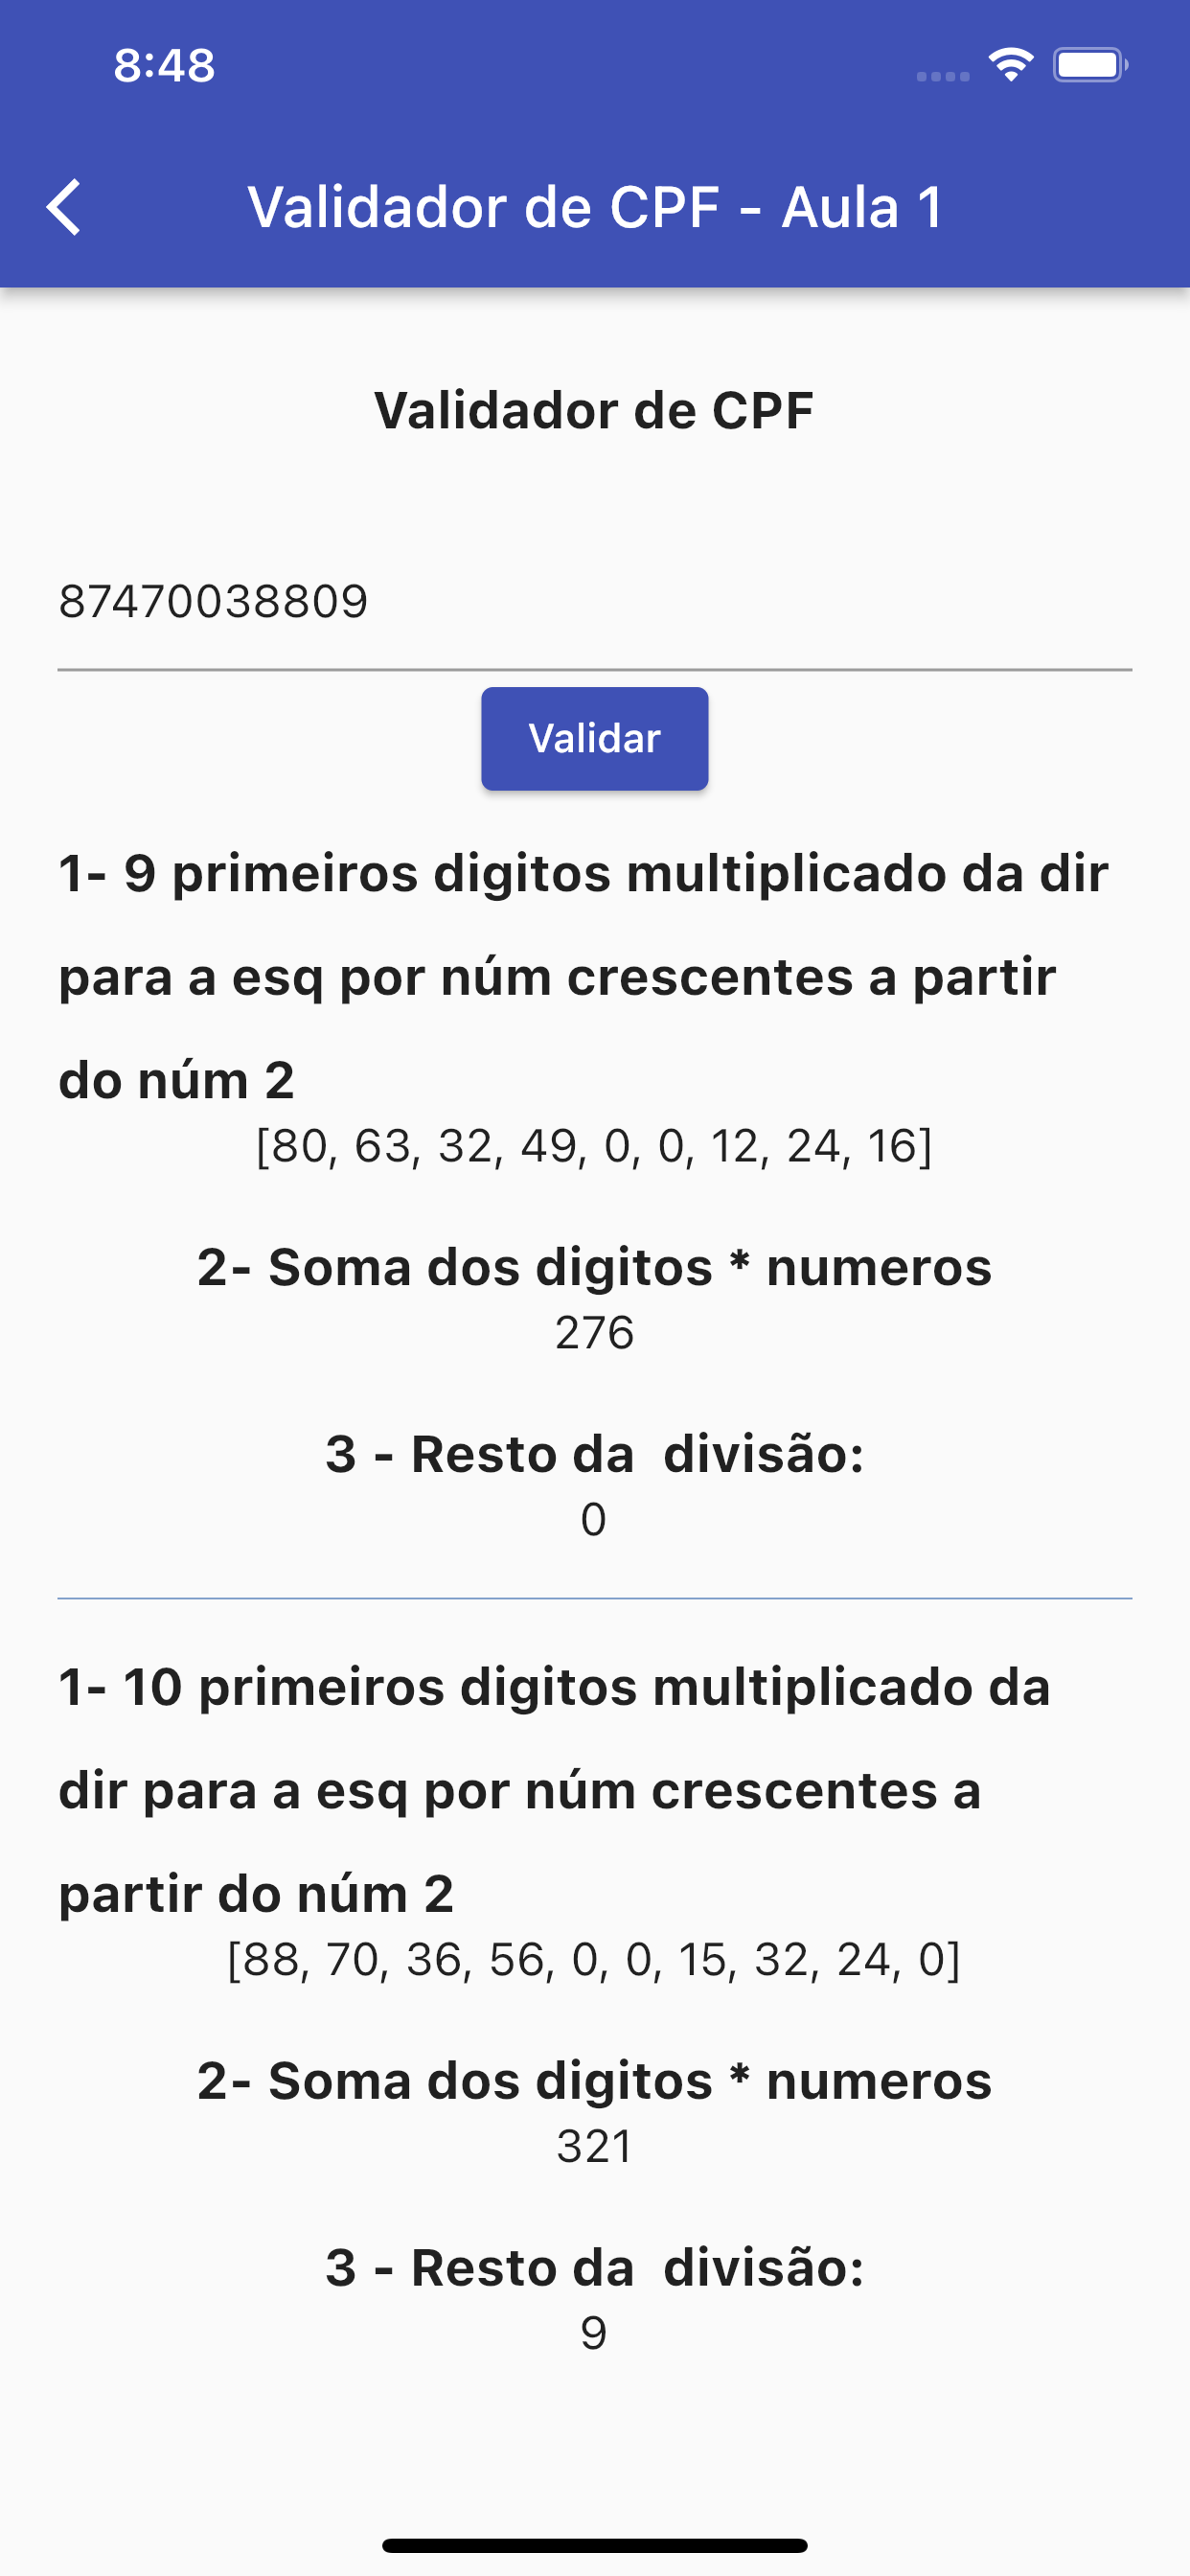 8:48
Validador de CPF - Aula 1
Validador de CPF
87470038809
Validar
1- 9 primeiros digitos multiplicado da dir
para a esq por núm crescentes a partir
do núm 2
[80, 63, 32, 49, 0, 0, 12, 24, 16]
2- Soma dos digitos * numeros
276
3 - Resto da  divisão:
0
1- 10 primeiros digitos multiplicado da
dir para a esq por núm crescentes a
partir do núm 2
[88, 70, 36, 56, 0, 0, 15, 32, 24, 0]
2- Soma dos digitos * numeros
321
3 - Resto da  divisão:
9